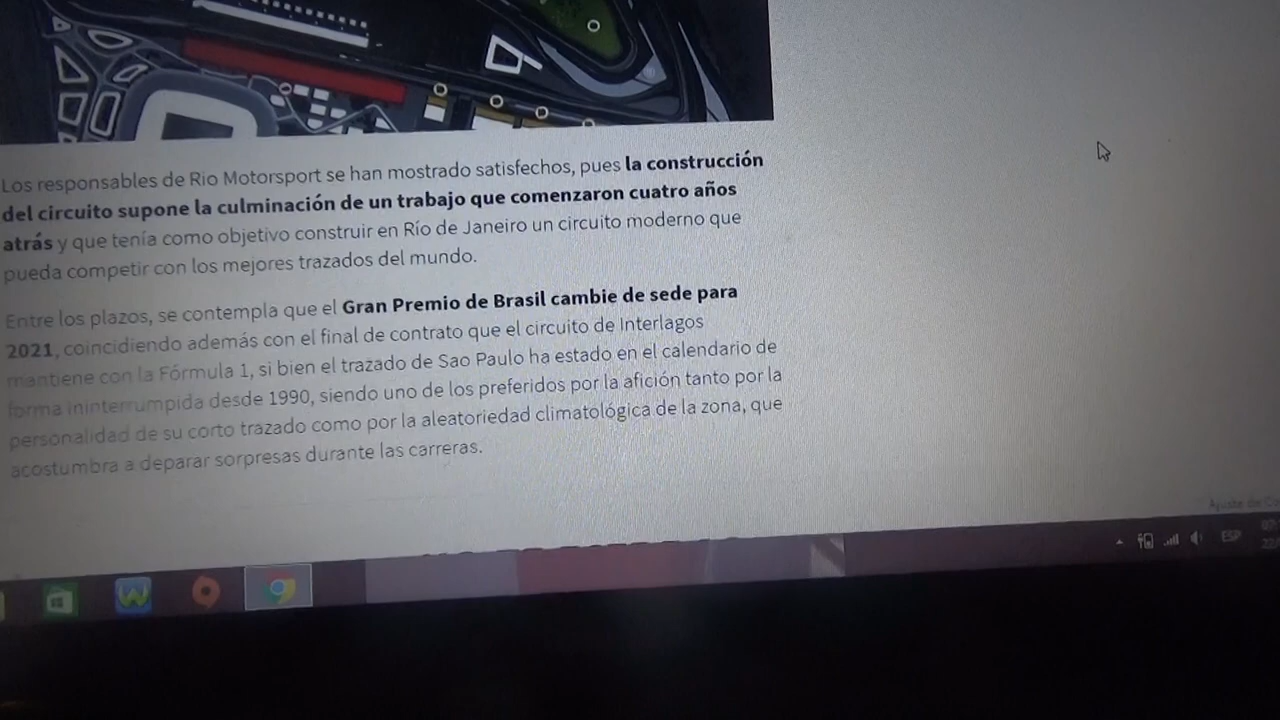 Los responsables de Rio Motorsport se han mostrado satisfechos, pues la construcción
del circuito supone la culminación de un trabajo que comenzaron cuatro años
atrás y que tenía como objetivo construir en Río de Janeiro un circuito moderno que
pueda competir con los mejores trazados del mundo.
Entre los plazos, se contempla que el Gran Premio de Brasil cambie de sede para
2021, coincidiendo además con el final de contrato que el circuito de Interlagos
mantiene con la Fórmula 1, si bien el trazado de Sao Paulo ha estado en el calendario de
forma ininterrumpida desde 1990, siendo uno de los preferidos por la afición tanto por la
personalidad de su corto trazado como por la aleatoriedad climatológica de la zona, que
acostumbra a deparar sorpresas durante las carreras.
Ajuste de
ESP